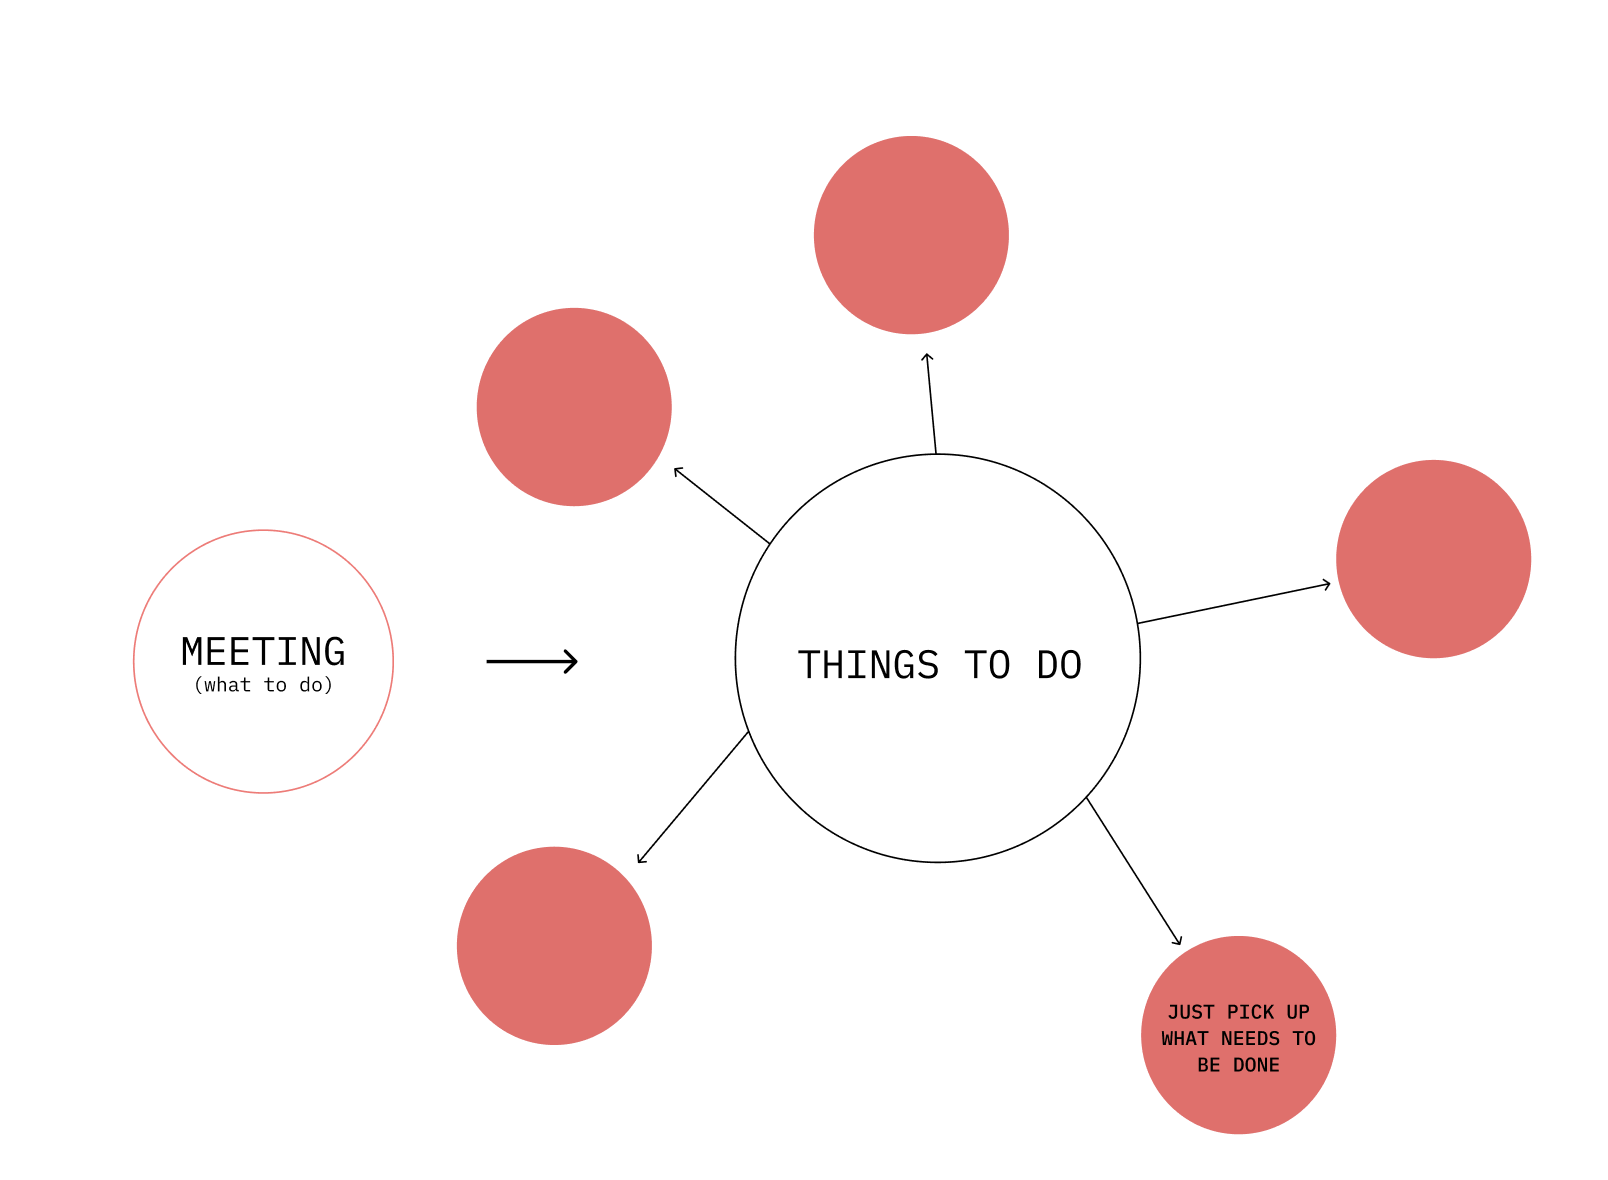 MEETING
(what to do)
THINGS TO DO
JUST PICK UP
WHAT NEEDS TO
BE DONE